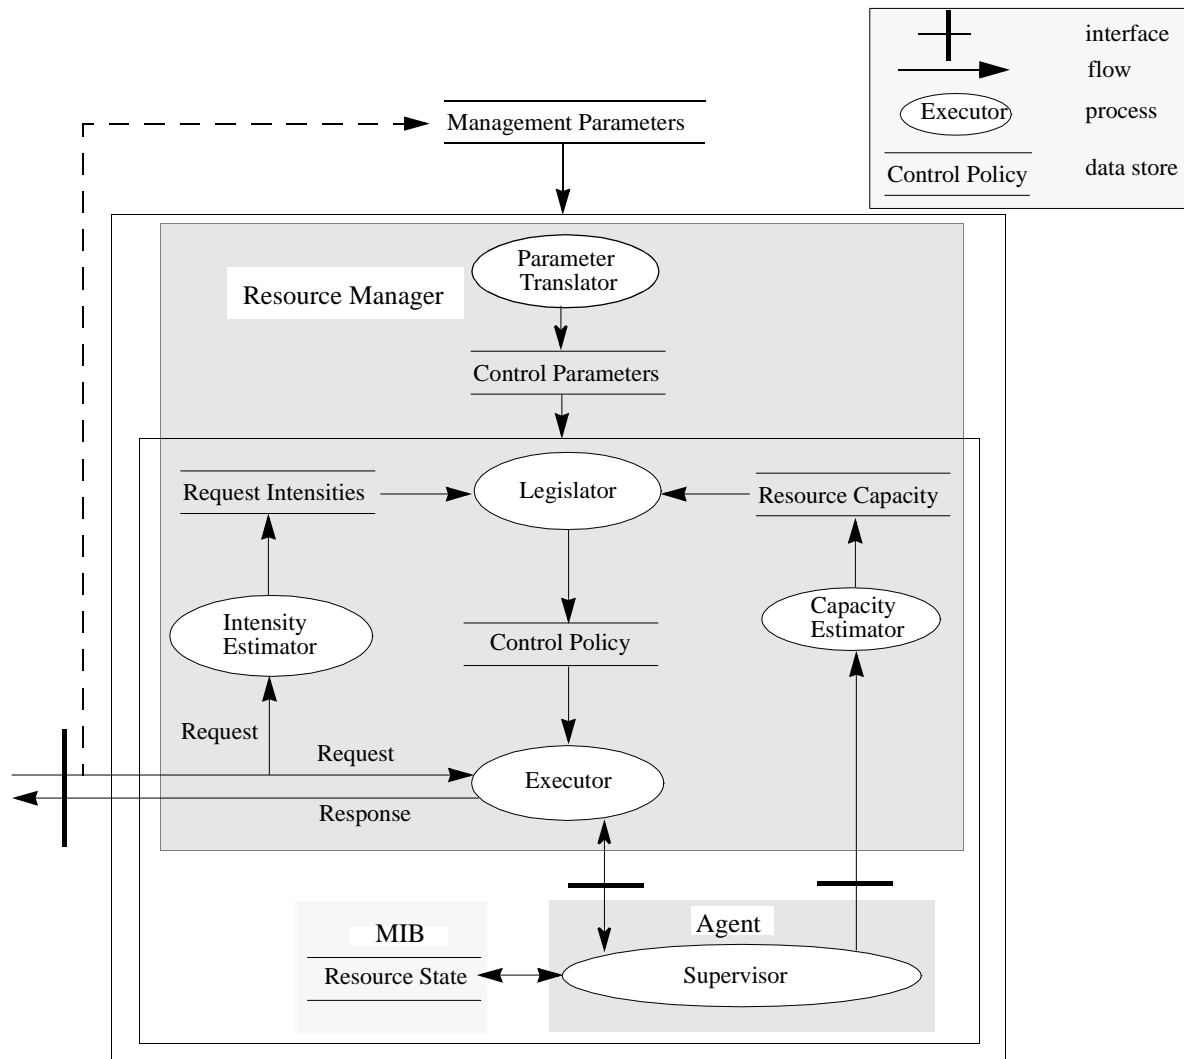 interface
flow
Executor
process
Control Policy
data store
Management Parameters
Parameter
Translator
Resource Manager
Control Parameters
Request Intensities
Legislator
Resource Capacity
Intensity
Estimator
Capacity
Estimator
Control Policy
Request
Request
Executor
Response
Agent
MIB
Resource State
Supervisor